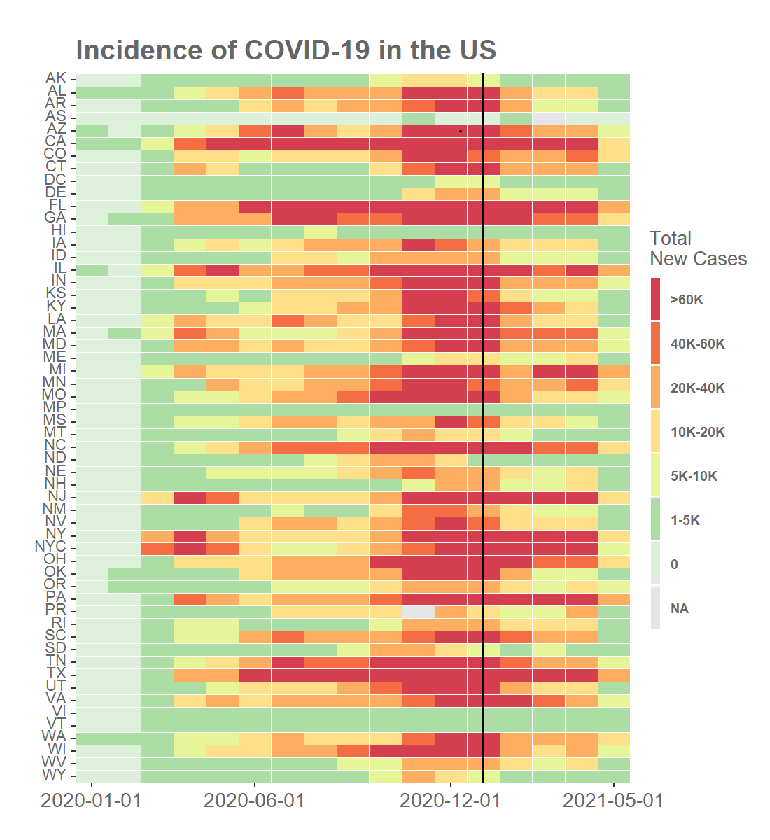 Incidence of COVID-19 in the US
AK
AL
AR
AS
AZ
CA
CO
CT
DC
DE
FL
GA
HI
IA
ID
IL
IN
KS
KY
LA
MA
MD
ME
MI
MN
MO
MP
MS
MT
NC
ND
NE
NH
NJ
NM
NV
NY
NYC
OH
OK
OR
PA
PR
RI
SC
SD
TN
TX
UT
VA
VI
VT
WA
WI
WV
WY
2020-01-01
2020-06-01
2020-12-01
2021-05-01
Total
New Cases
>60K
40K-60K
20K-40K
10K-20K
5K-10K
1-5K
0
NA